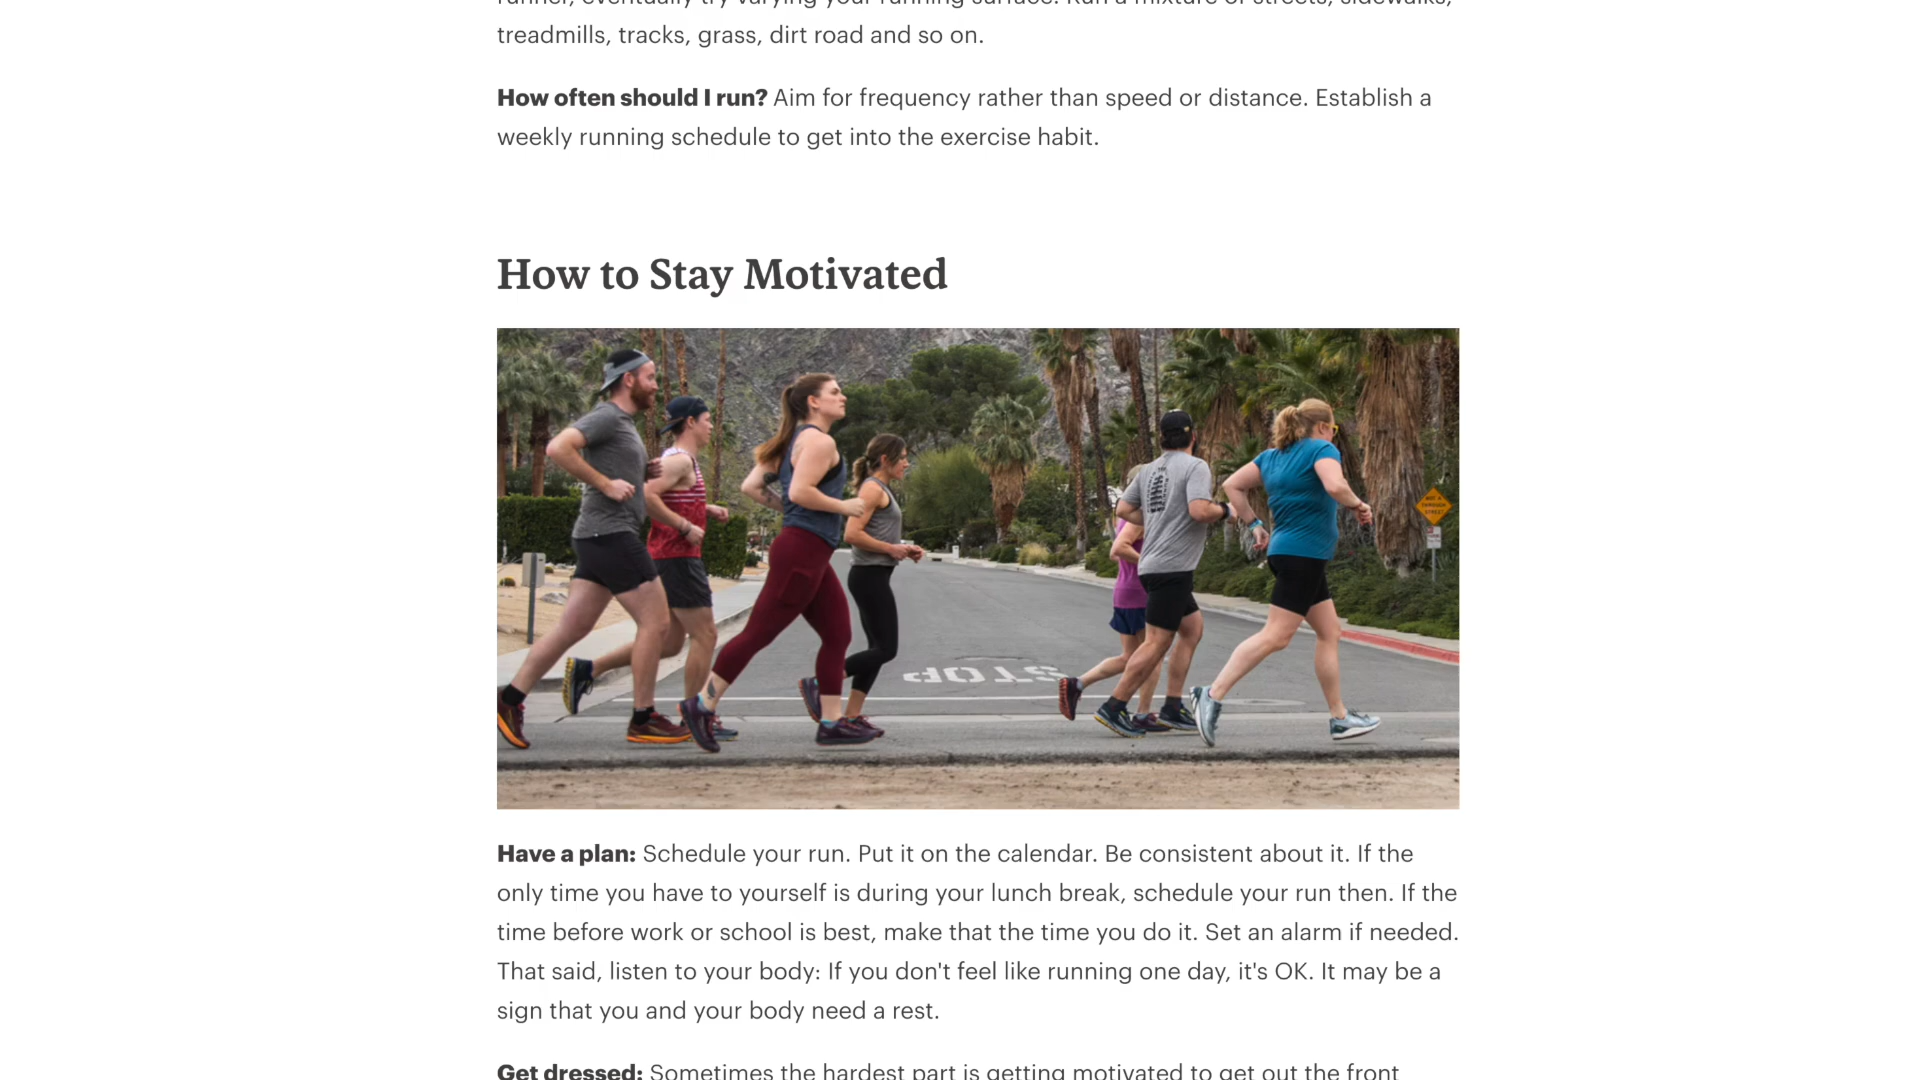 treadmills, tracks, grass, dirt road and so on.
How often should I run? Aim for frequency rather than speed or distance. Establish a
weekly running schedule to get into the exercise habit.
How to Stay Motivated
NOT A
THROUGH
STREET
STOP
Have a plan: Schedule your run. Put it on the calendar. Be consistent about it. If the
only time you have to yourself is during your lunch break, schedule your run then. If the
time before work or school is best, make that the time you do it. Set an alarm if needed.
That said, listen to your body: If you don't feel like running one day, it's OK. It may be a
sign that you and your body need a rest.
Get dressed: Sometimes the hardest part is getting motivated to get out the front